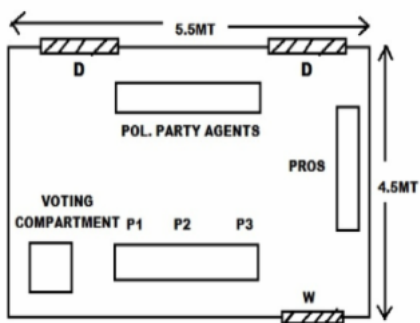 5.5MT
D D
POL. PARTY AGENTS
PROS
4.5MT
VOTING
COMPARTMENT P1 P2 P3
W